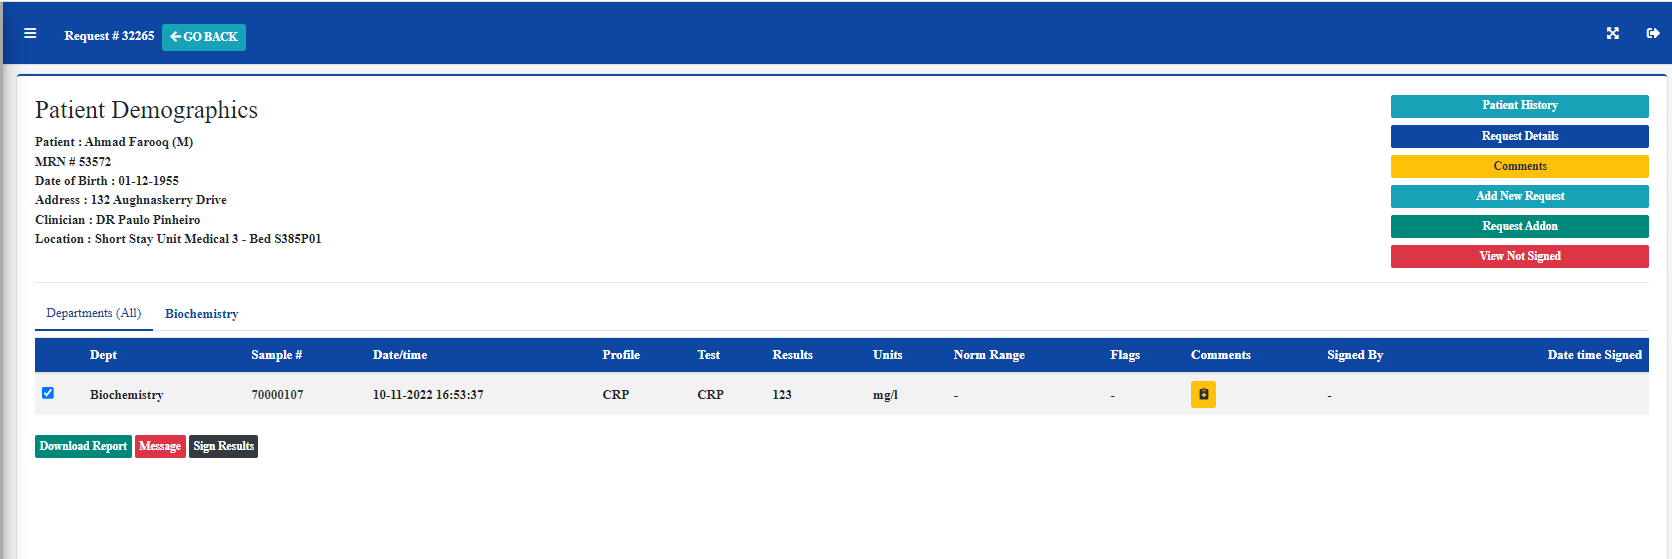 Request # 32265 GO BACK
Patient Demographics
Patient : Ahmad Farooq (M)
MRN # 53572
Date of Birth : 01-12-1955
Address : 132 Aughnaskerry Drive
Clinician : DR Paulo Pinheiro
Location : Short Stay Unit Medical 3 - Bed S385P01
Patient History
Request Details
Comments
Add New Request
Request Addon
View Not Signed
Departments (All) Biochemistry
Dept Sample # Date/time Profile Test Results Units Norm Range Flags Comments Signed By Date time Signed
Biochemistry 70000107 10-11-2022 16:53:37 CRP CRP 123 mg/l - - -
Download Report Message Sign Results